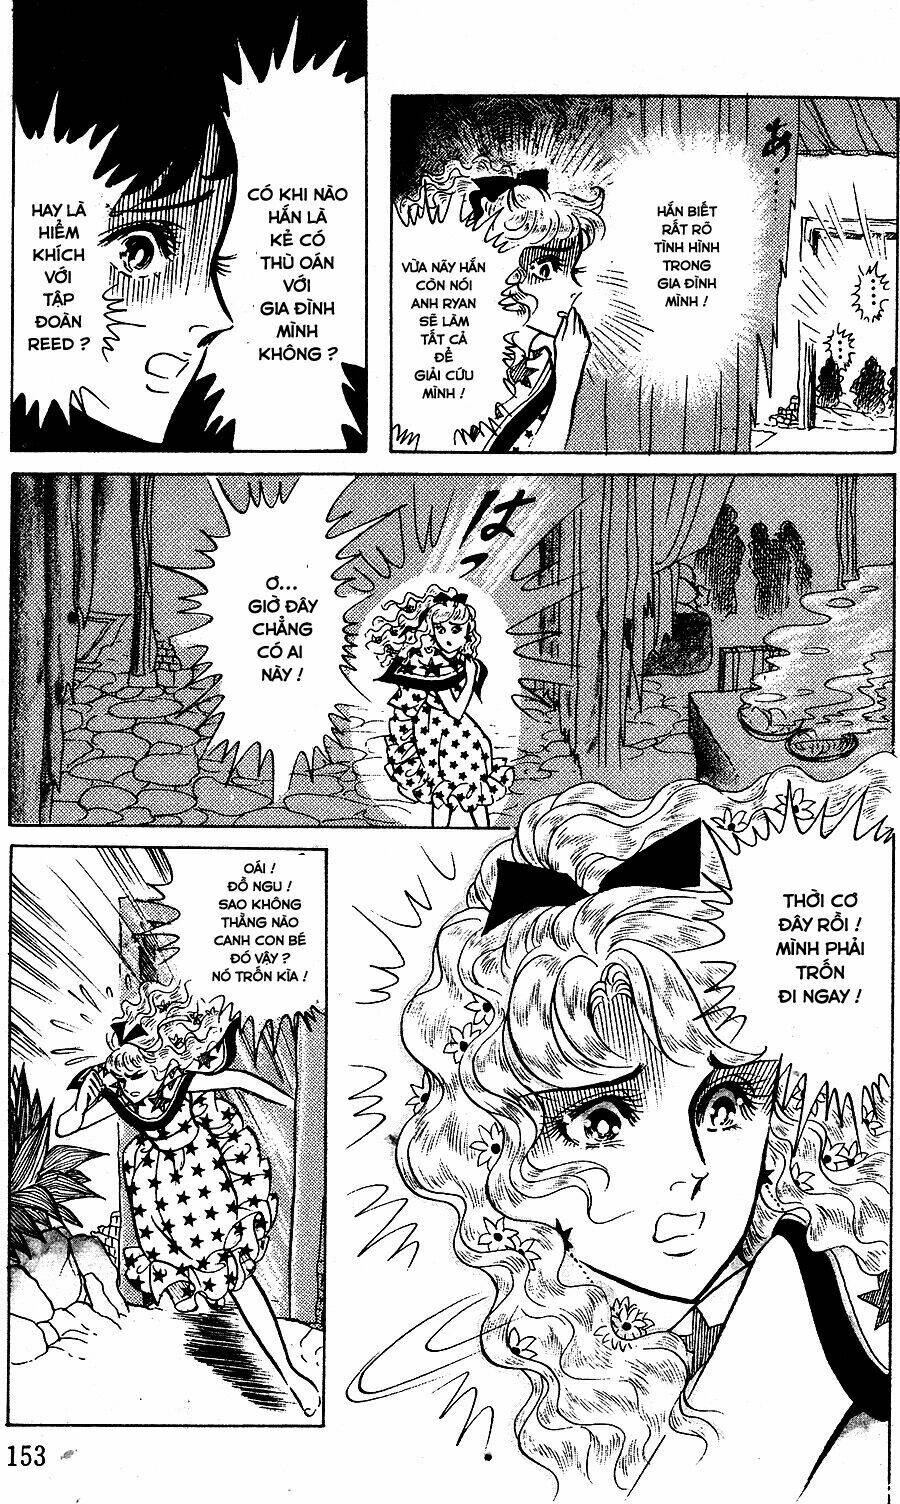 あ……
HẮN BIẾT
RẤT RÕ
TÌNH HÌNH
TRONG
GIA ĐÌNH
MÌNH !
VỪA NÃY HẮN
CÒN NÓI
ANH RYAN
SẼ LÀM
TẤT CẢ
ĐỂ
GIẢI CỨU
MÌNH !
CÓ KHI NÀO
HẮN LÀ
KẺ CÓ
THÙ OÁN
VỚI
GIA ĐÌNH
MÌNH
KHÔNG ?
HAY LÀ
HIỀM
KHÍCH
VỚI
TẬP
ĐOÀN
REED ?
はっ
Ơ...
GIỜ ĐÂY
CHẲNG
CÓ AI
NÀY !
THỜI CƠ
ĐÂY RỒI !
MÌNH PHẢI
TRỐN
ĐI NGAY !
OÁI !
ĐỒ NGU !
SAO KHÔNG
THẰNG NÀO
CANH CON BÉ
ĐÓ VẬY ?
NÓ TRỐN KÌA !
153